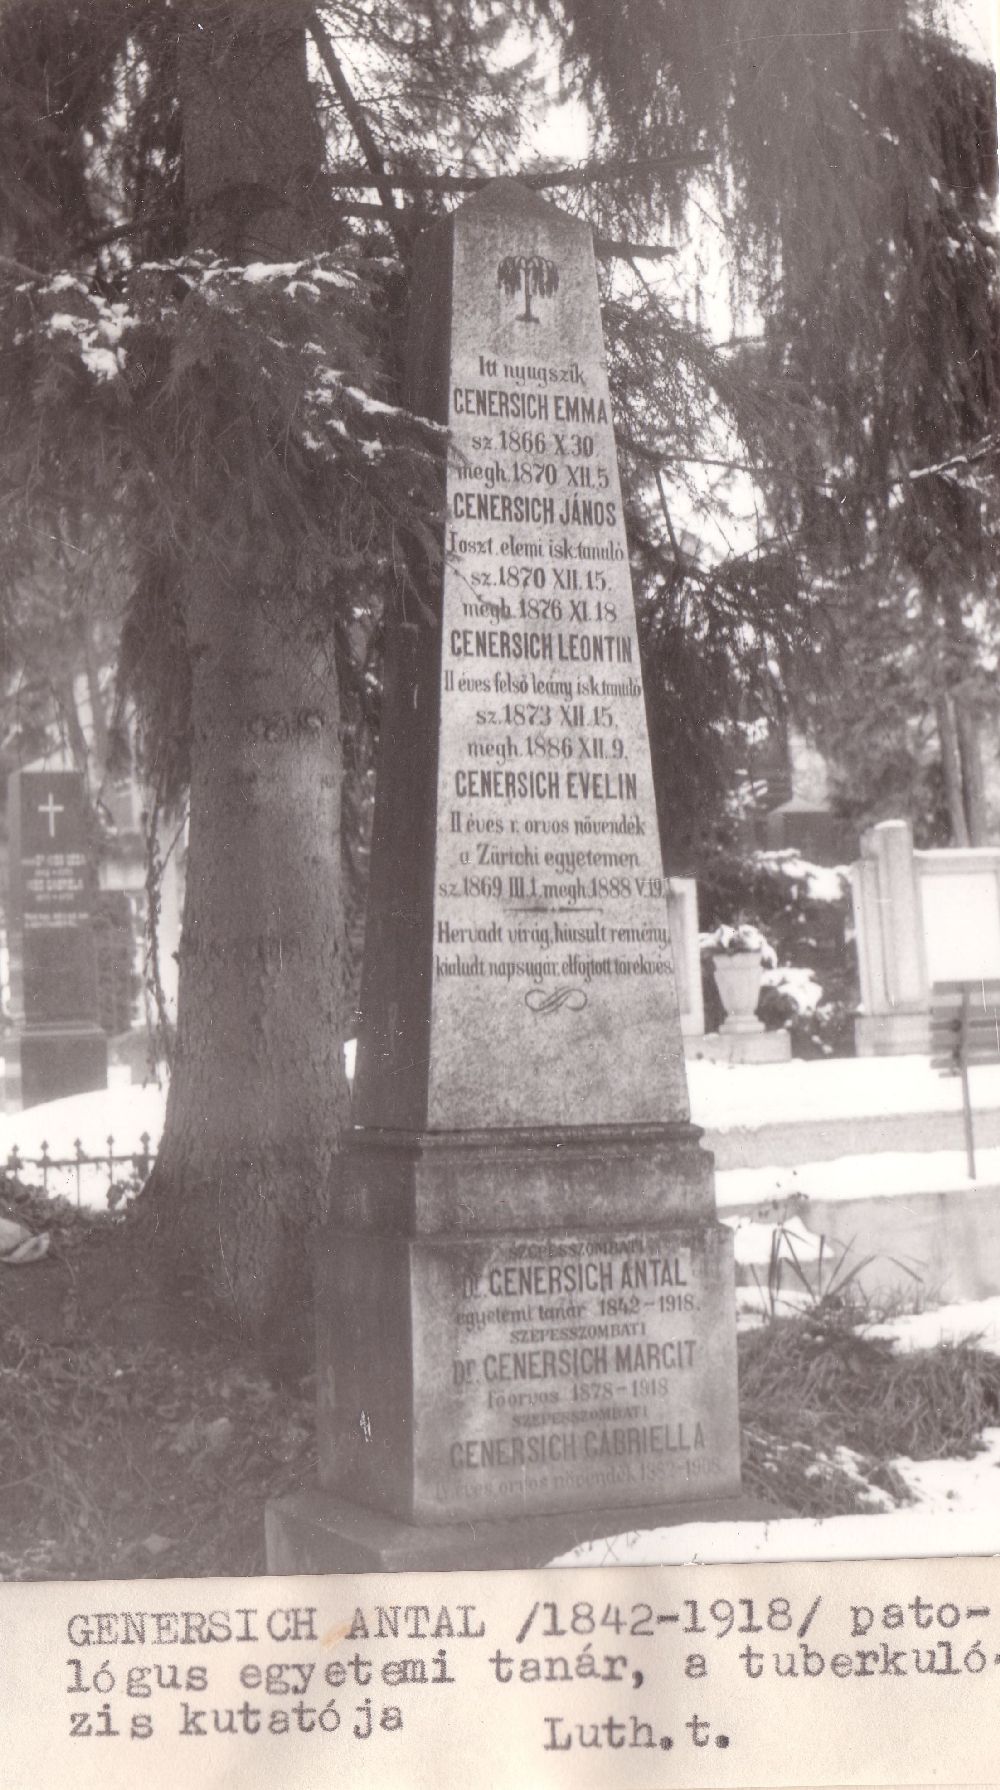 Itt nyugszik
GENERSICH EMMA
sz. 1866 X.30
megh. 1870 XII.5
GENERSICH JÁNOS
I oszt. elemi isk. tanuló
sz. 1870 XII.15.
megh. 1876 XI.18
GENERSICH LEONTIN
II éves felső leány isk. tanuló
sz. 1873 XII.15.
megh. 1886 XII.9.
GENERSICH EVELIN
II éves r. orvos növendék
a Zürichi egyetemen
sz. 1869 III.1. megh. 1888 V.19.
Hervadt virág, hiusult remény,
kialudt napsugár, elfojtott törekvés.
SZEPESSZOMBATI
Dr. GENERSICH ANTAL
egyetemi tanár 1842-1918.
SZEPESSZOMBATI
Dr. GENERSICH MARGIT
főorvos 1878-1918
SZEPESSZOMBATI
GENERSICH GABRIELLA
IV éves orvos növendék
GENERSICH ANTAL /1842-1918/ pato-
lógus egyetemi tanár, a tuberkuló-
zis kutatója
Luth.t.